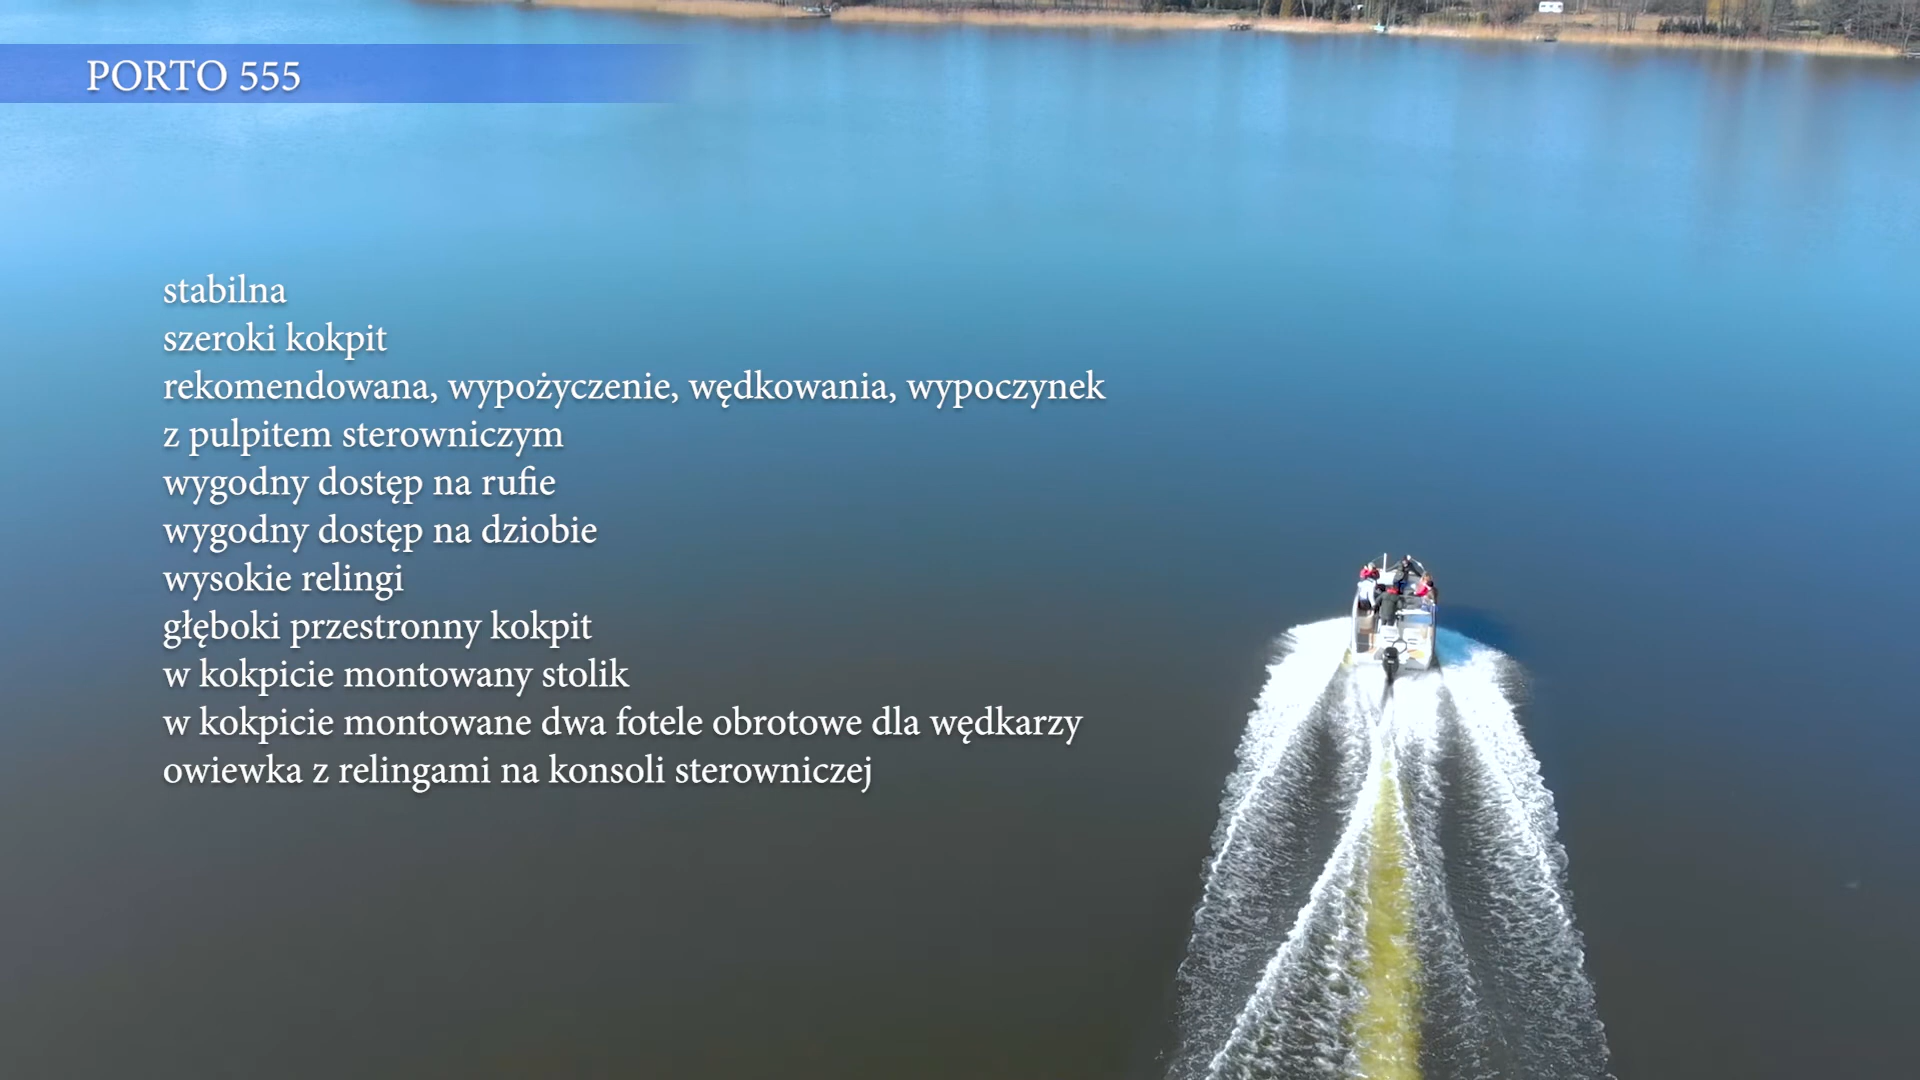 PORTO 555
stabilna
szeroki kokpit
rekomendowana, wypożyczenie, wędkowania, wypoczynek
z pulpitem sterowniczym
wygodny dostęp na rufie
wygodny dostęp na dziobie
wysokie relingi
głęboki przestronny kokpit
w kokpicie montowany stolik
w kokpicie montowane dwa fotele obrotowe dla wędkarzy
owiewka z relingami na konsoli sterowniczej